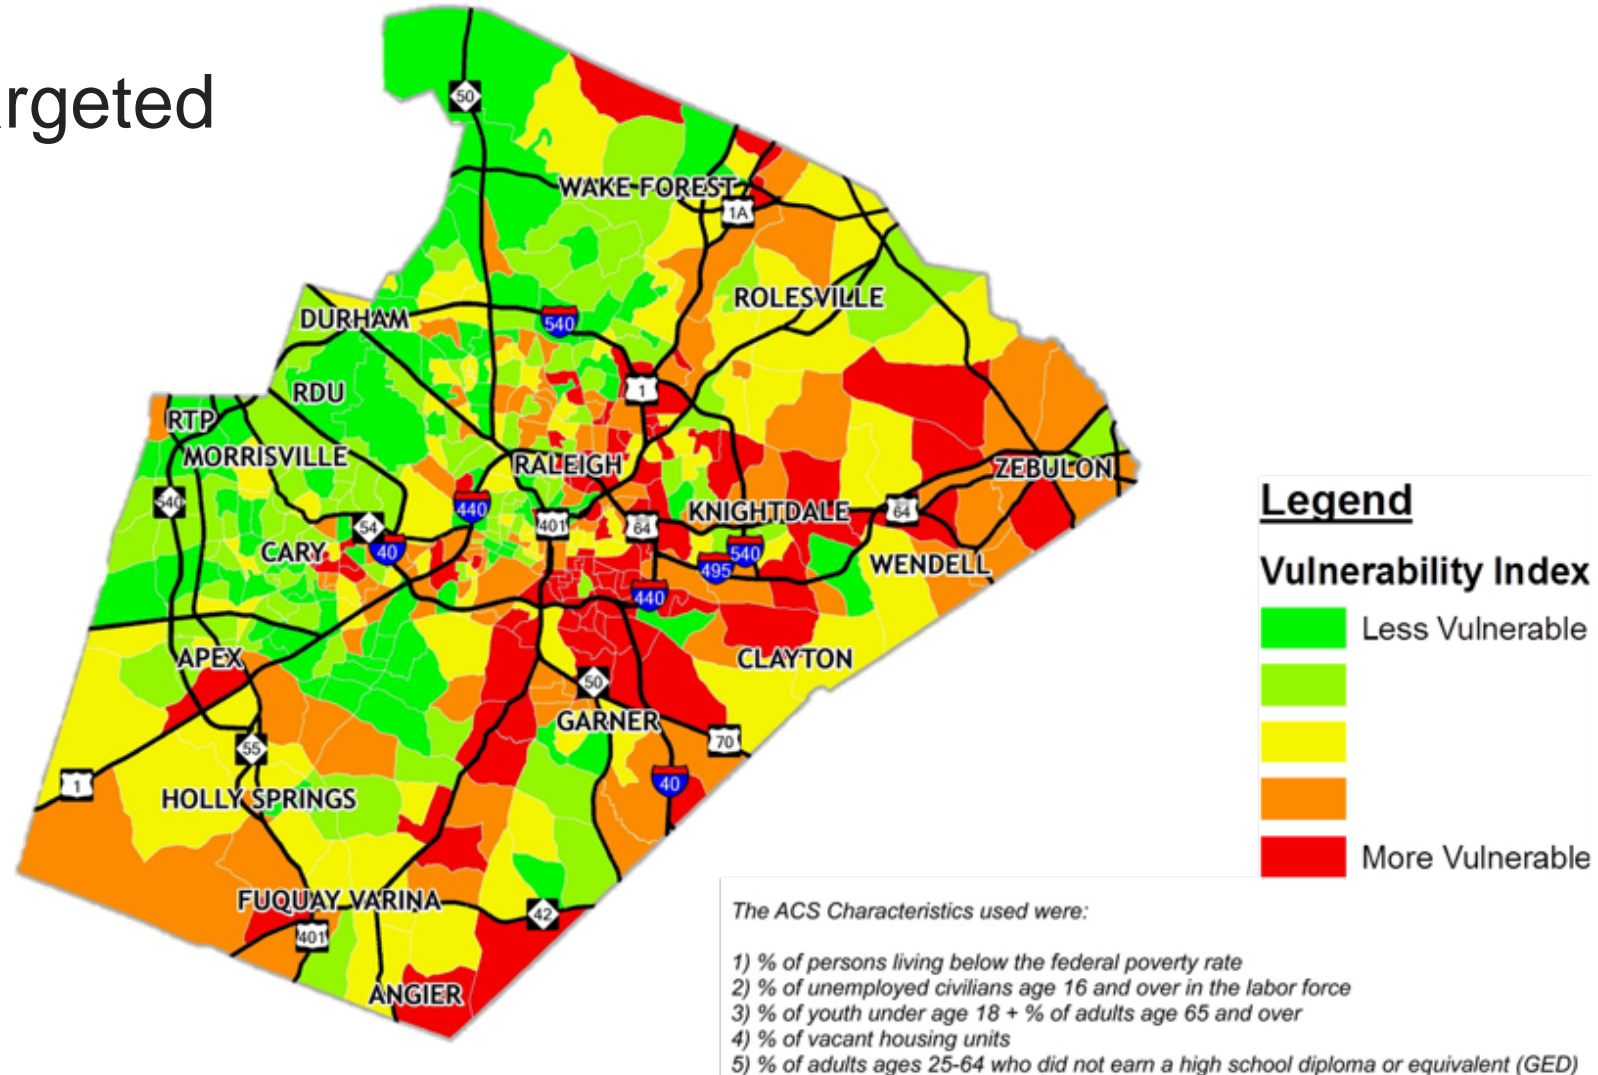 rgeted
50
WAKE FOREST
1A
ROLESVILLE
DURHAM
540
RDU
1
RTP
MORRISVILLE
RALEIGH
ZEBULON
540
440
KNIGHTDALE
64
54
401
64
CARY
40
540
495
WENDELL
440
APEX
CLAYTON
50
GARNER
55
70
1
40
HOLLY SPRINGS
FUQUAY VARINA
42
401
ANGIER
Legend
Vulnerability Index
Less Vulnerable
More Vulnerable
The ACS Characteristics used were:
1) % of persons living below the federal poverty rate
2) % of unemployed civilians age 16 and over in the labor force
3) % of youth under age 18 + % of adults age 65 and over
4) % of vacant housing units
5) % of adults ages 25-64 who did not earn a high school diploma or equivalent (GED)